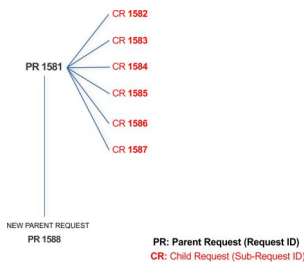 CR 1582
CR 1583
PR 1581
CR 1584
CR 1585
CR 1586
CR 1587
NEW PARENT REQUEST
PR 1588
PR: Parent Request (Request ID)
CR: Child Request (Sub-Request ID)